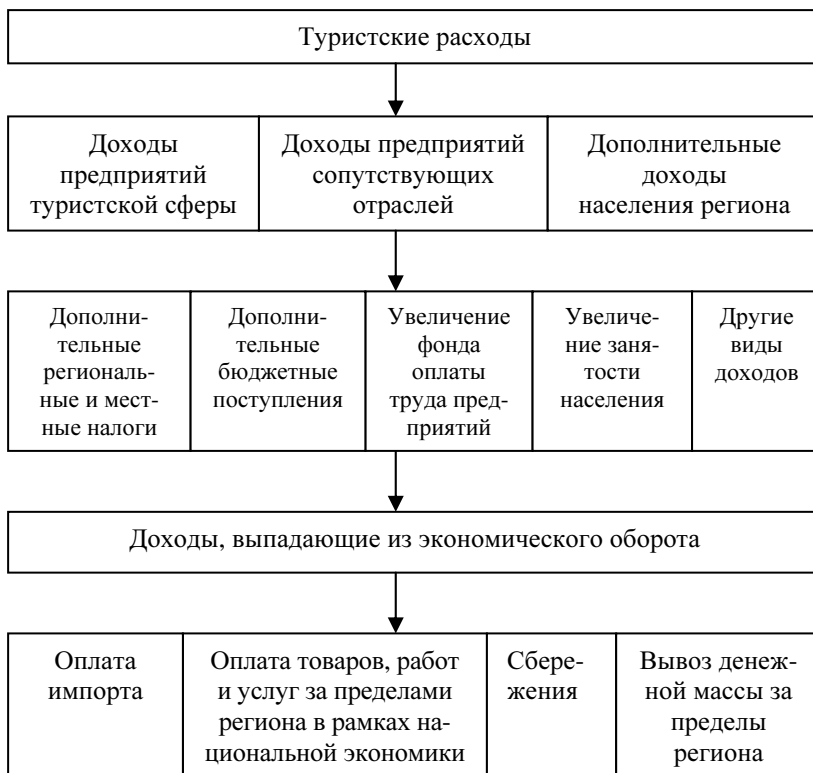 Туристские расходы
Доходы
предприятий
туристской сферы
Доходы предприятий
сопутствующих
отраслей
Дополнительные
доходы
населения региона
Дополни-
тельные
региональ-
ные и мест-
ные налоги
Дополни-
тельные
бюджетные
поступления
Увеличение
фонда
оплаты
труда пред-
приятий
Увеличе-
ние заня-
тости
населения
Другие
виды
доходов
Доходы, выпадающие из экономического оборота
Оплата
импорта
Оплата товаров, работ
и услуг за пределами
региона в рамках на-
циональной экономики
Сбере-
жения
Вывоз денеж-
ной массы за
пределы
региона